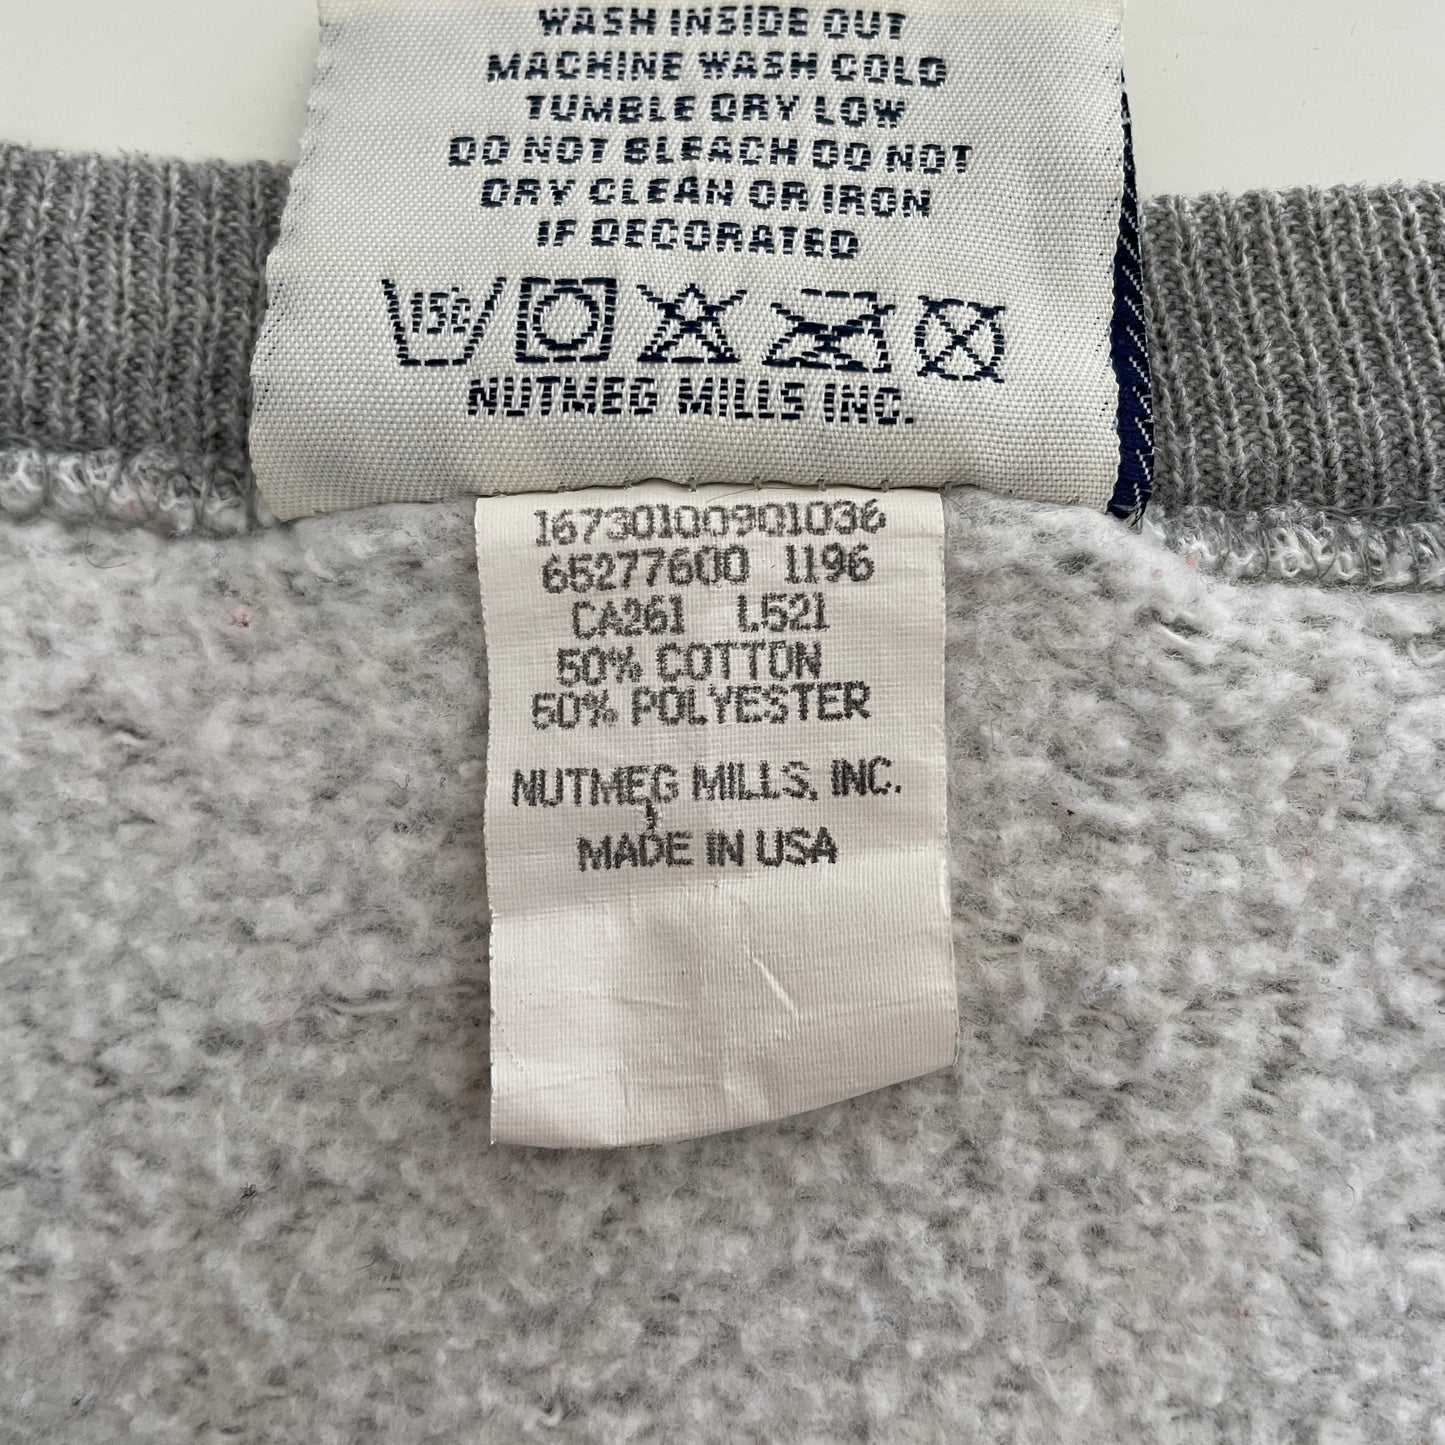 WASH INSIDE OUT
MACHINE WASH COLD
TUMBLE DRY LOW
DO NOT BLEACH DO NOT
DRY CLEAN OR IRON
IF DECORATED
NUTMEG MILLS INC.
16730100901036
65277600 1196
CA261 L521
50% COTTON
50% POLYESTER
NUTMEG MILLS, INC.
MADE IN USA